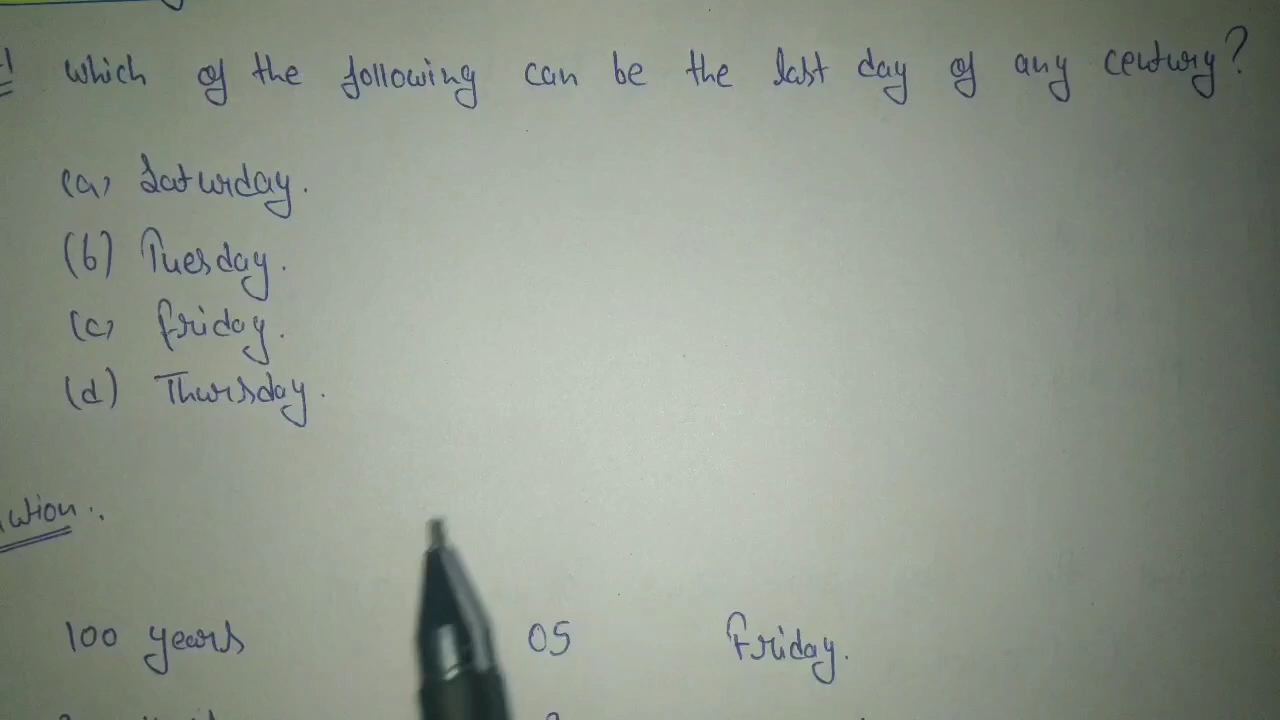 Which of the following can be the last day of any century?
(a) Saturday.
(b) Tuesday.
(c) Friday.
(d) Thursday.
100 years 05 Friday.